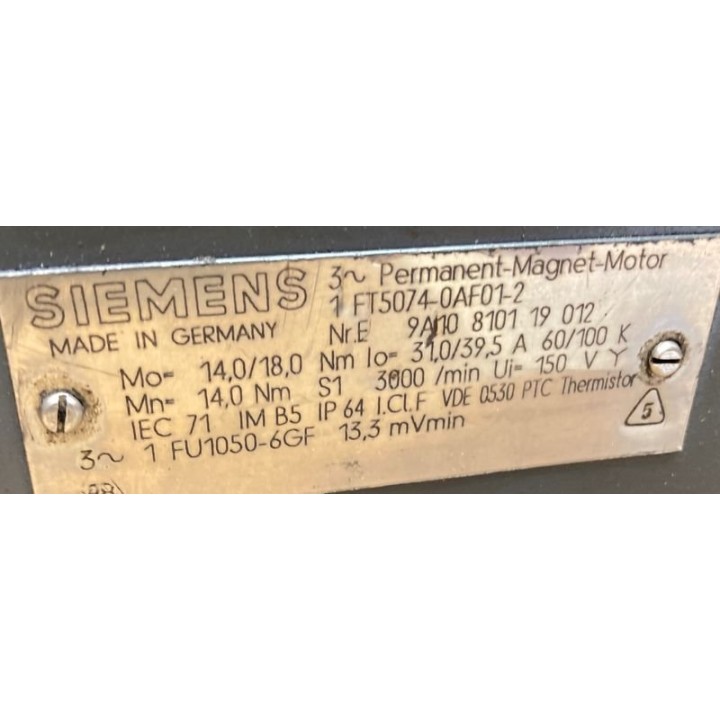 SIEMENS
MADE IN GERMANY
3~ Permanent-Magnet-Motor
1 FT5074-0AF01-2
Nr.E 8101 19 012
Mo= 14,0/18,0 Nm Io= 31,0/39,5 A 60/100 K
Mn= 14,0 Nm S1 3000 /min Ui= 150 V Y
IEC 71 IM B5 IP 64 I.Cl.F VDE 0530 PTC Thermistor
3~ 1 FU1050-6GF 13,3 mVmin
5